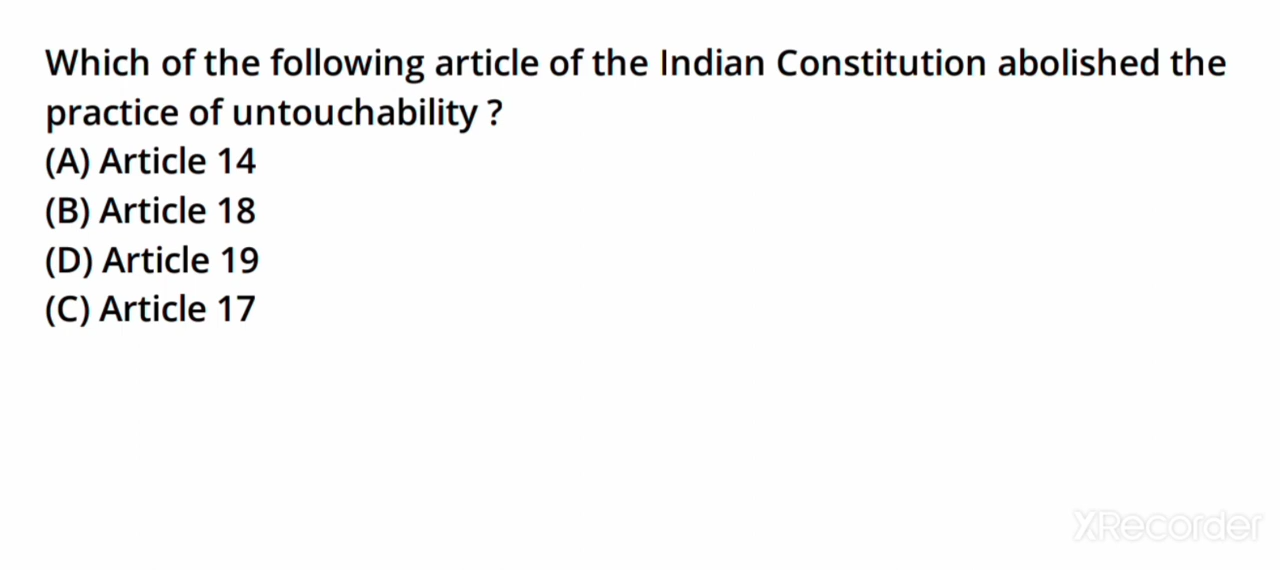 Which of the following article of the Indian Constitution abolished the
practice of untouchability ?
(A) Article 14
(B) Article 18
(D) Article 19
(C) Article 17
XRecorder